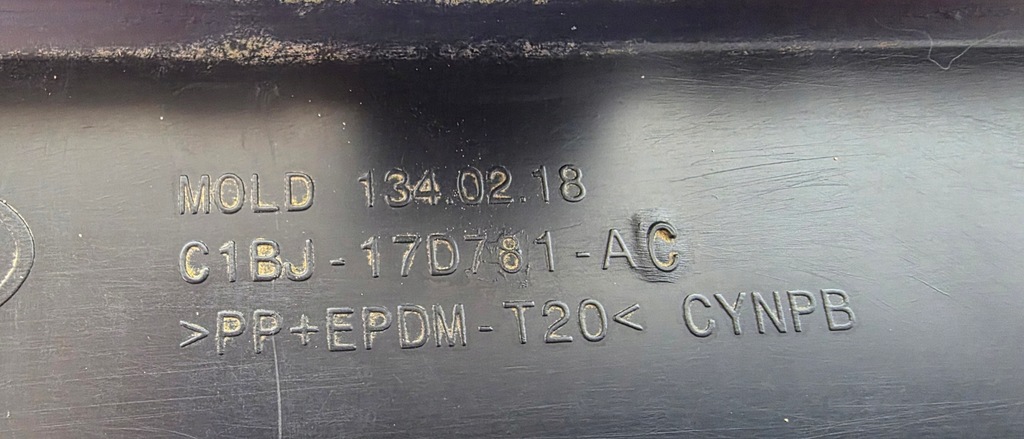 MOLD 134.02.18
C1BJ-17D781-AC
>PP+EPDM-T20< CYNPB